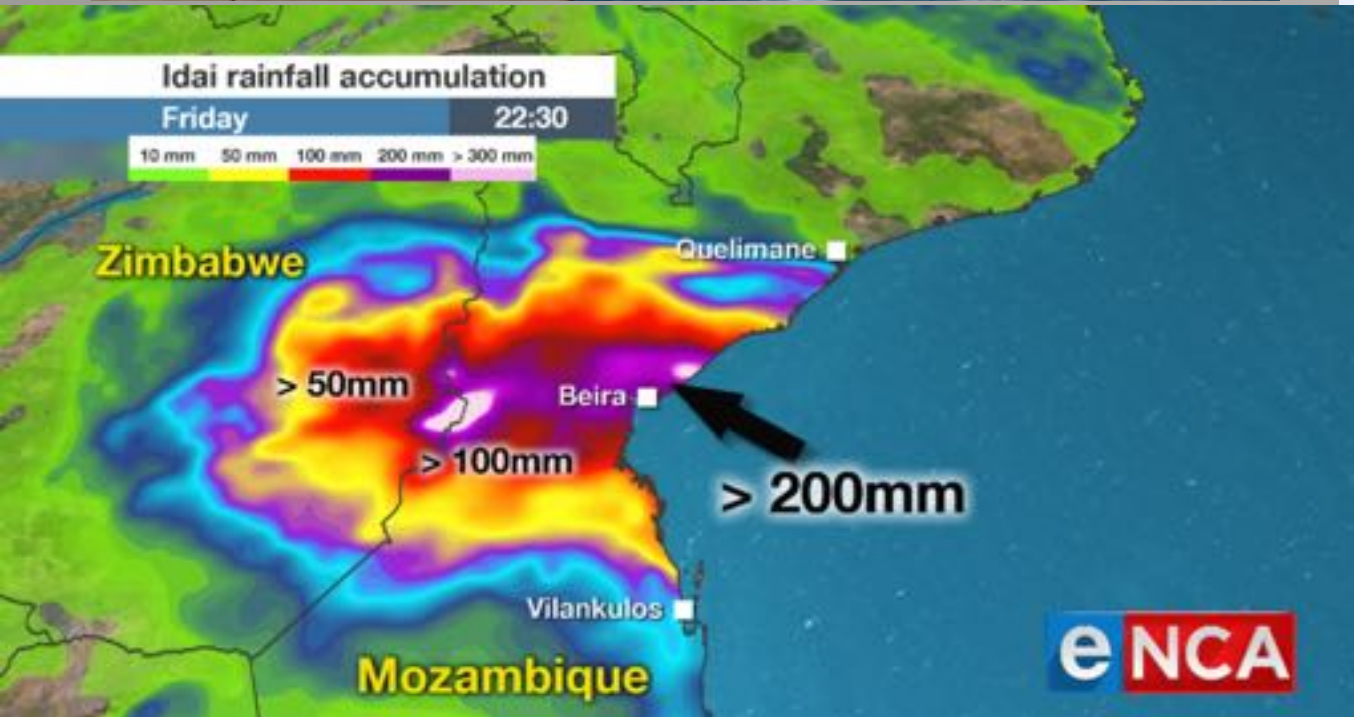 Idai rainfall accumulation
Friday 22:30
10 mm 50 mm 100 mm 200 mm > 300 mm
Zimbabwe
Quelimane
> 50mm
Beira
> 100mm
> 200mm
Vilankulos
Mozambique
eNCA